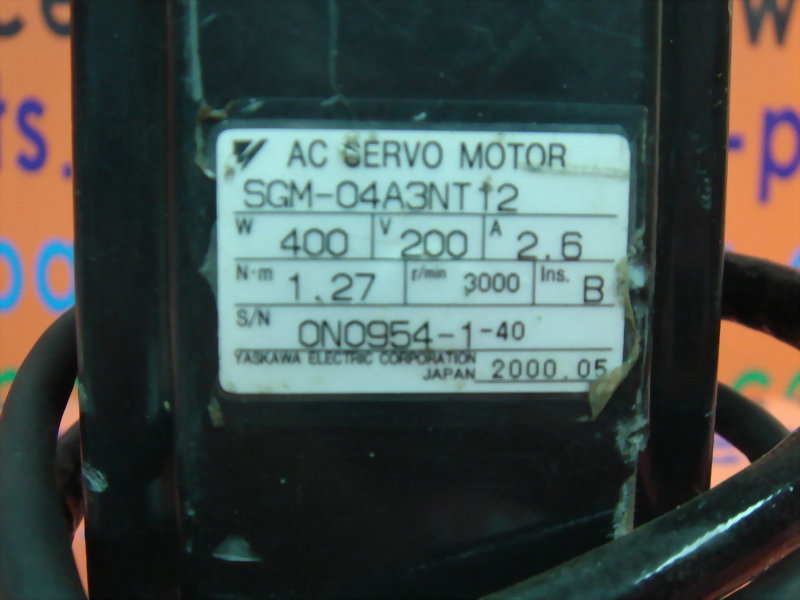 AC SERVO MOTOR
SGM-04A3NT12
W 400 V 200 A 2.6
N·m 1.27 r/min 3000 Ins. B
S/N 0N0954-1-40
YASKAWA ELECTRIC CORPORATION
JAPAN 2000.05